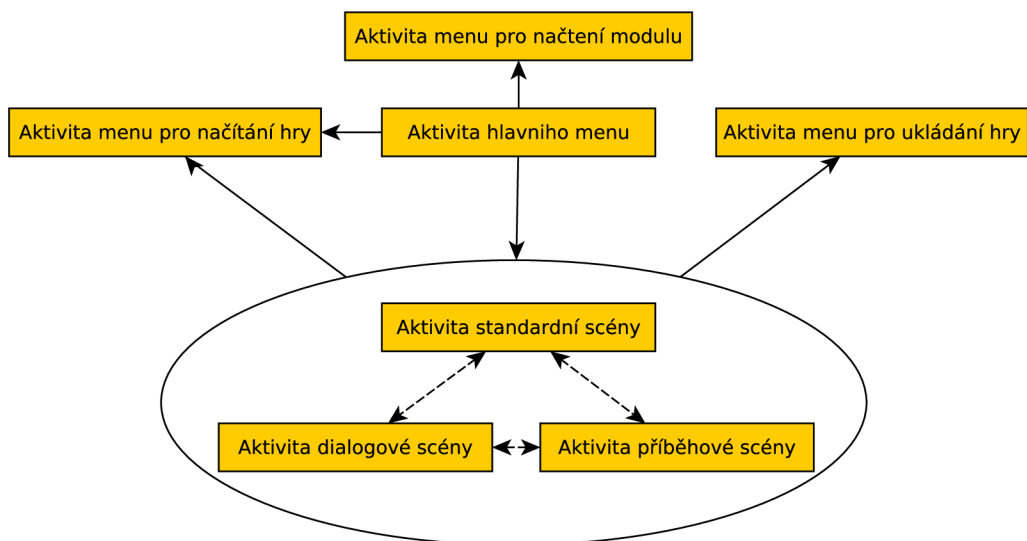 Aktivita menu pro načtení modulu
Aktivita menu pro načítání hry
Aktivita hlavniho menu
Aktivita menu pro ukládání hry
Aktivita standardní scény
Aktivita dialogové scény
Aktivita příběhové scény